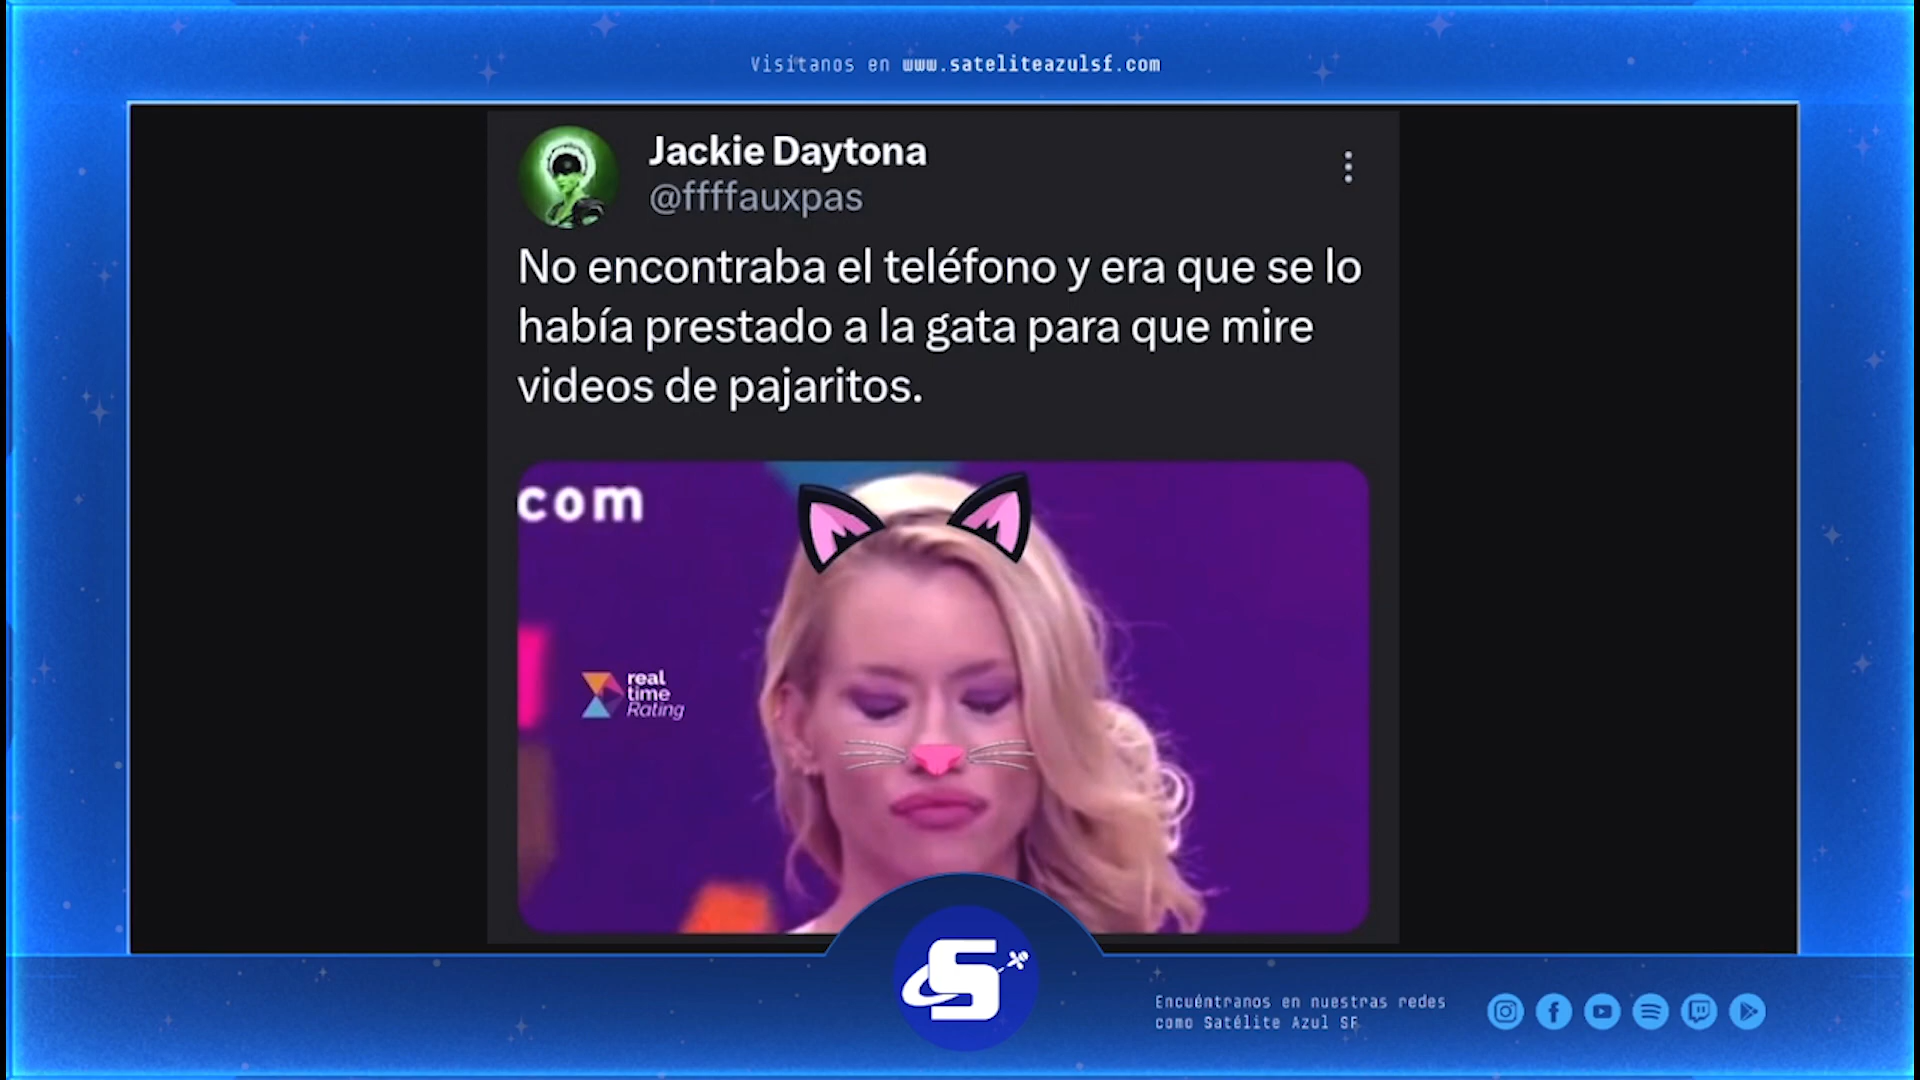 Visítanos en www.sateliteazulsf.com
Jackie Daytona
@ffffauxpas
No encontraba el teléfono y era que se lo
había prestado a la gata para que mire
videos de pajaritos.
com
real
time
Rating
S
Encuéntranos en nuestras redes
como Satélite Azul SF